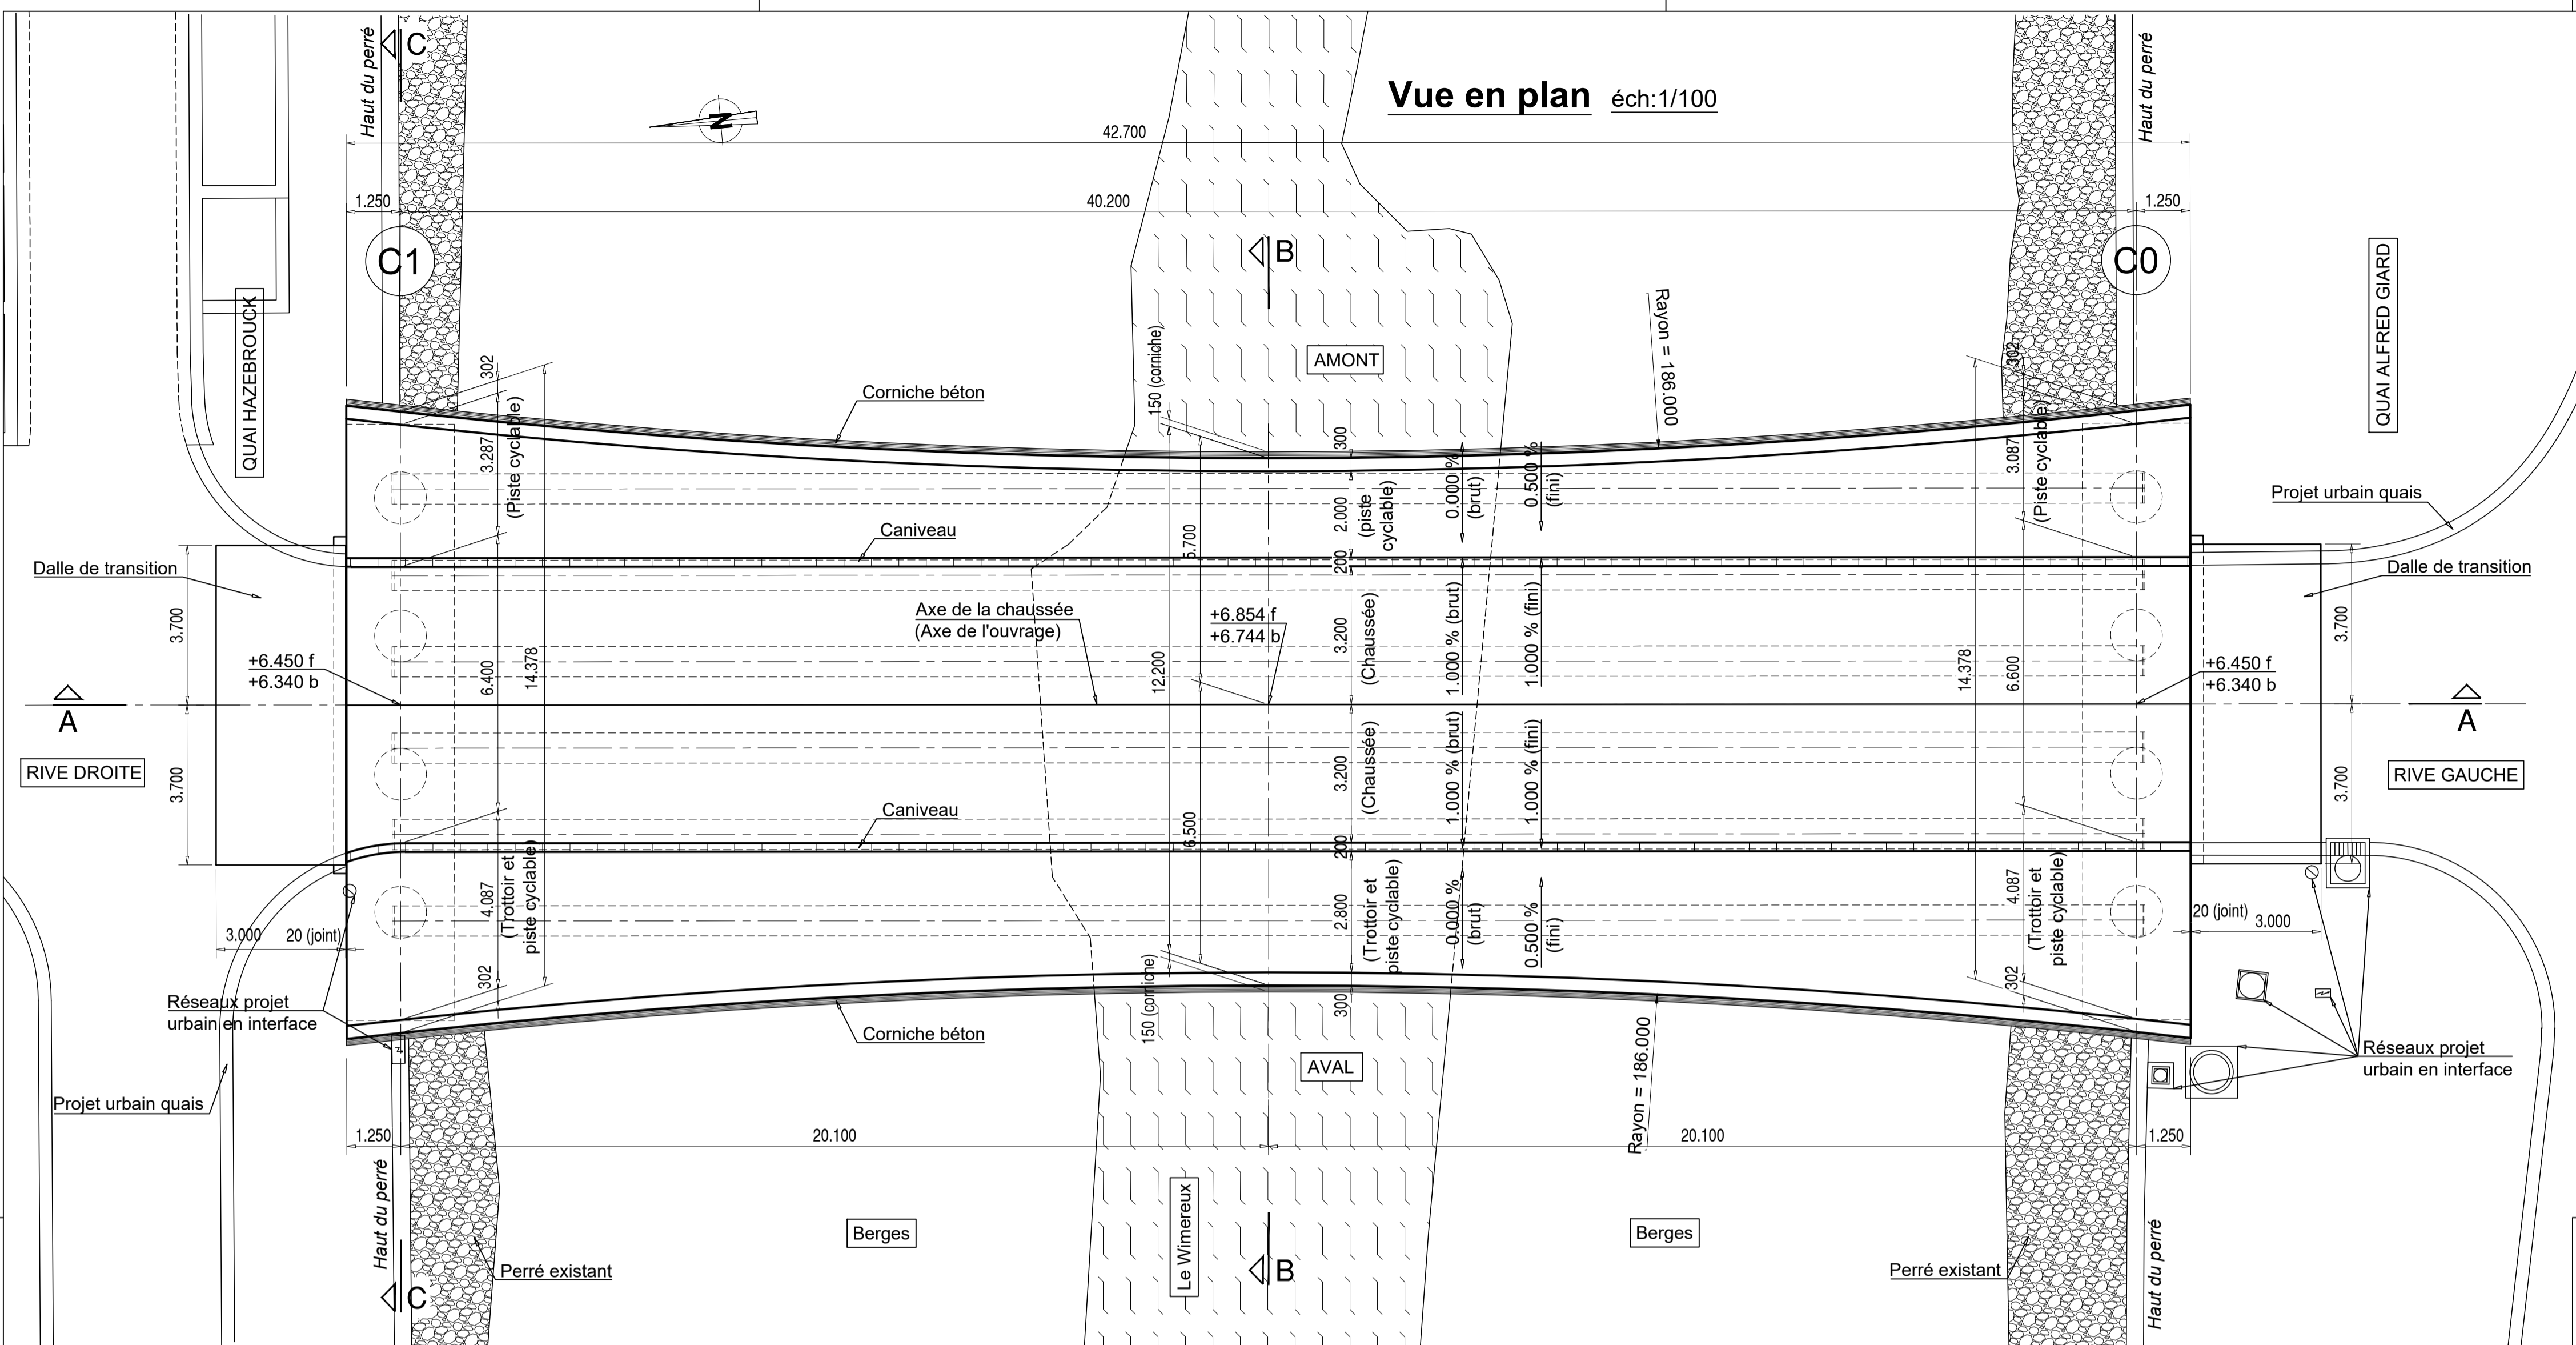 Vue en plan éch:1/100
Haut du perré
C
N
Haut du perré
42.700
1.250
40.200
1.250
C1
B
C0
QUAI HAZEBROUCK
QUAI ALFRED GIARD
AMONT
Rayon = 186.000
150 (corniche)
302
3.287
(Piste cyclable)
Corniche béton
300
2.000
(piste
cyclable)
0.000 %
(brut)
0.500 %
(fini)
302
3.087
(Piste cyclable)
Projet urbain quais
Caniveau
5.700
200
Dalle de transition
Dalle de transition
3.700
Axe de la chaussée
(Axe de l'ouvrage)
+6.854 f
+6.744 b
3.200
(Chaussée)
1.000 % (brut)
1.000 % (fini)
3.700
+6.450 f
+6.340 b
6.400
14.378
12.200
14.378
6.600
+6.450 f
+6.340 b
A
A
RIVE DROITE
RIVE GAUCHE
3.700
3.200
(Chaussée)
1.000 % (brut)
1.000 % (fini)
3.700
Caniveau
6.500
200
4.087
(Trottoir et
piste cyclable)
2.800
(Trottoir et
piste cyclable)
0.000 %
(brut)
0.500 %
(fini)
4.087
(Trottoir et
piste cyclable)
3.000
20 (joint)
20 (joint)
3.000
302
302
Réseaux projet
urbain en interface
Corniche béton
150 (corniche)
300
AVAL
Rayon = 186.000
Réseaux projet
urbain en interface
Projet urbain quais
1.250
20.100
20.100
1.250
Haut du perré
Berges
Le Wimereux
Berges
Haut du perré
Perré existant
Perré existant
C
B